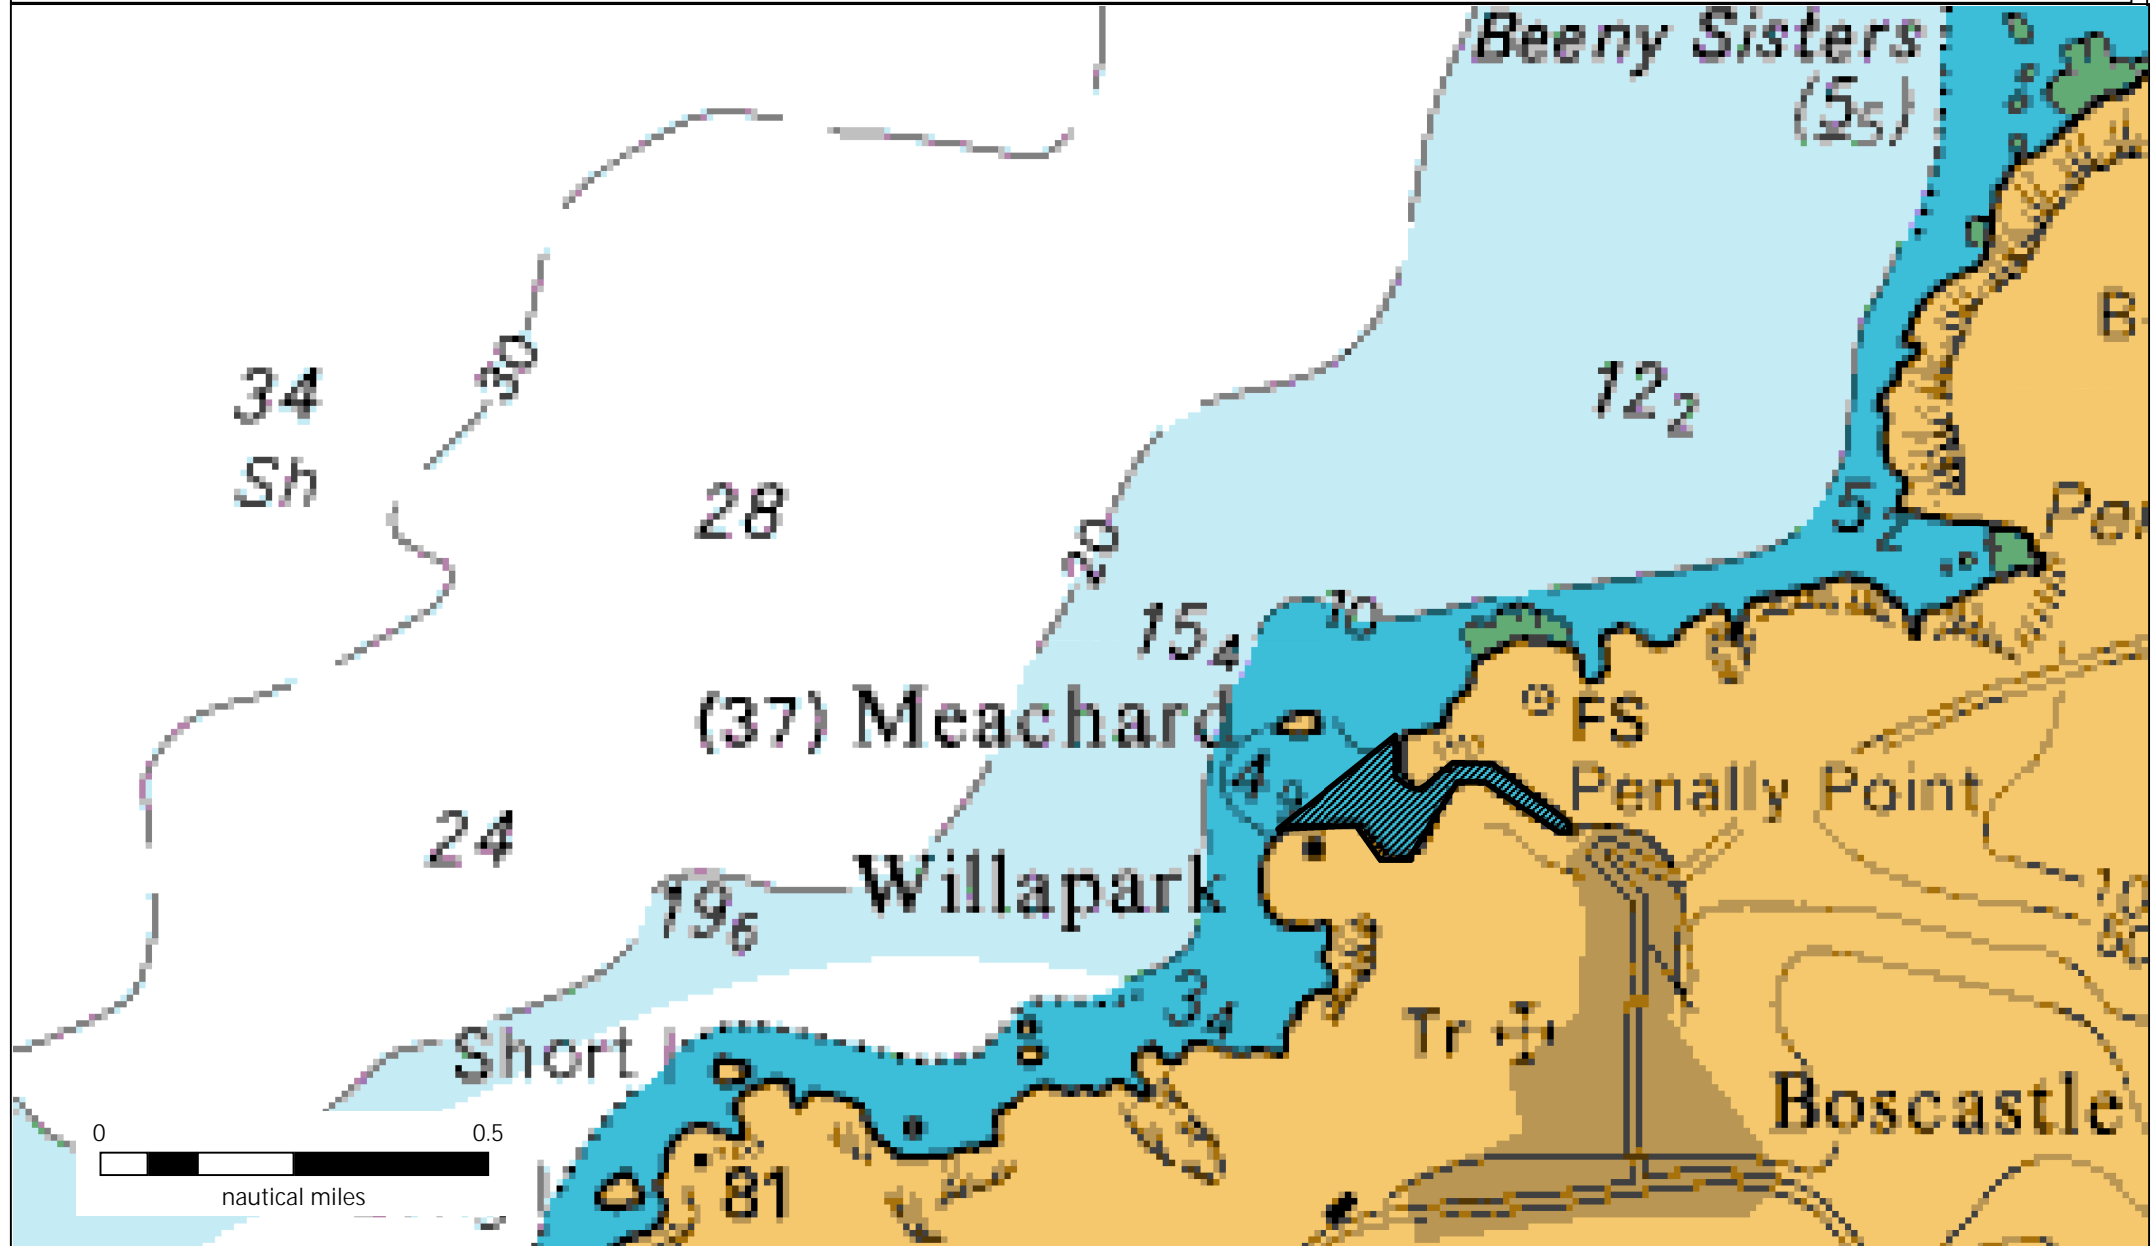 Beeny Sisters
(5₅)
B
30
34
Sh
12₂
28
5₂
20
10
15₄
(37) Meachard
FS
4₉
Penally Point
24
Willapark
19₆
3₄
Tr
Short I
Boscastle
0 0.5
nautical miles
81